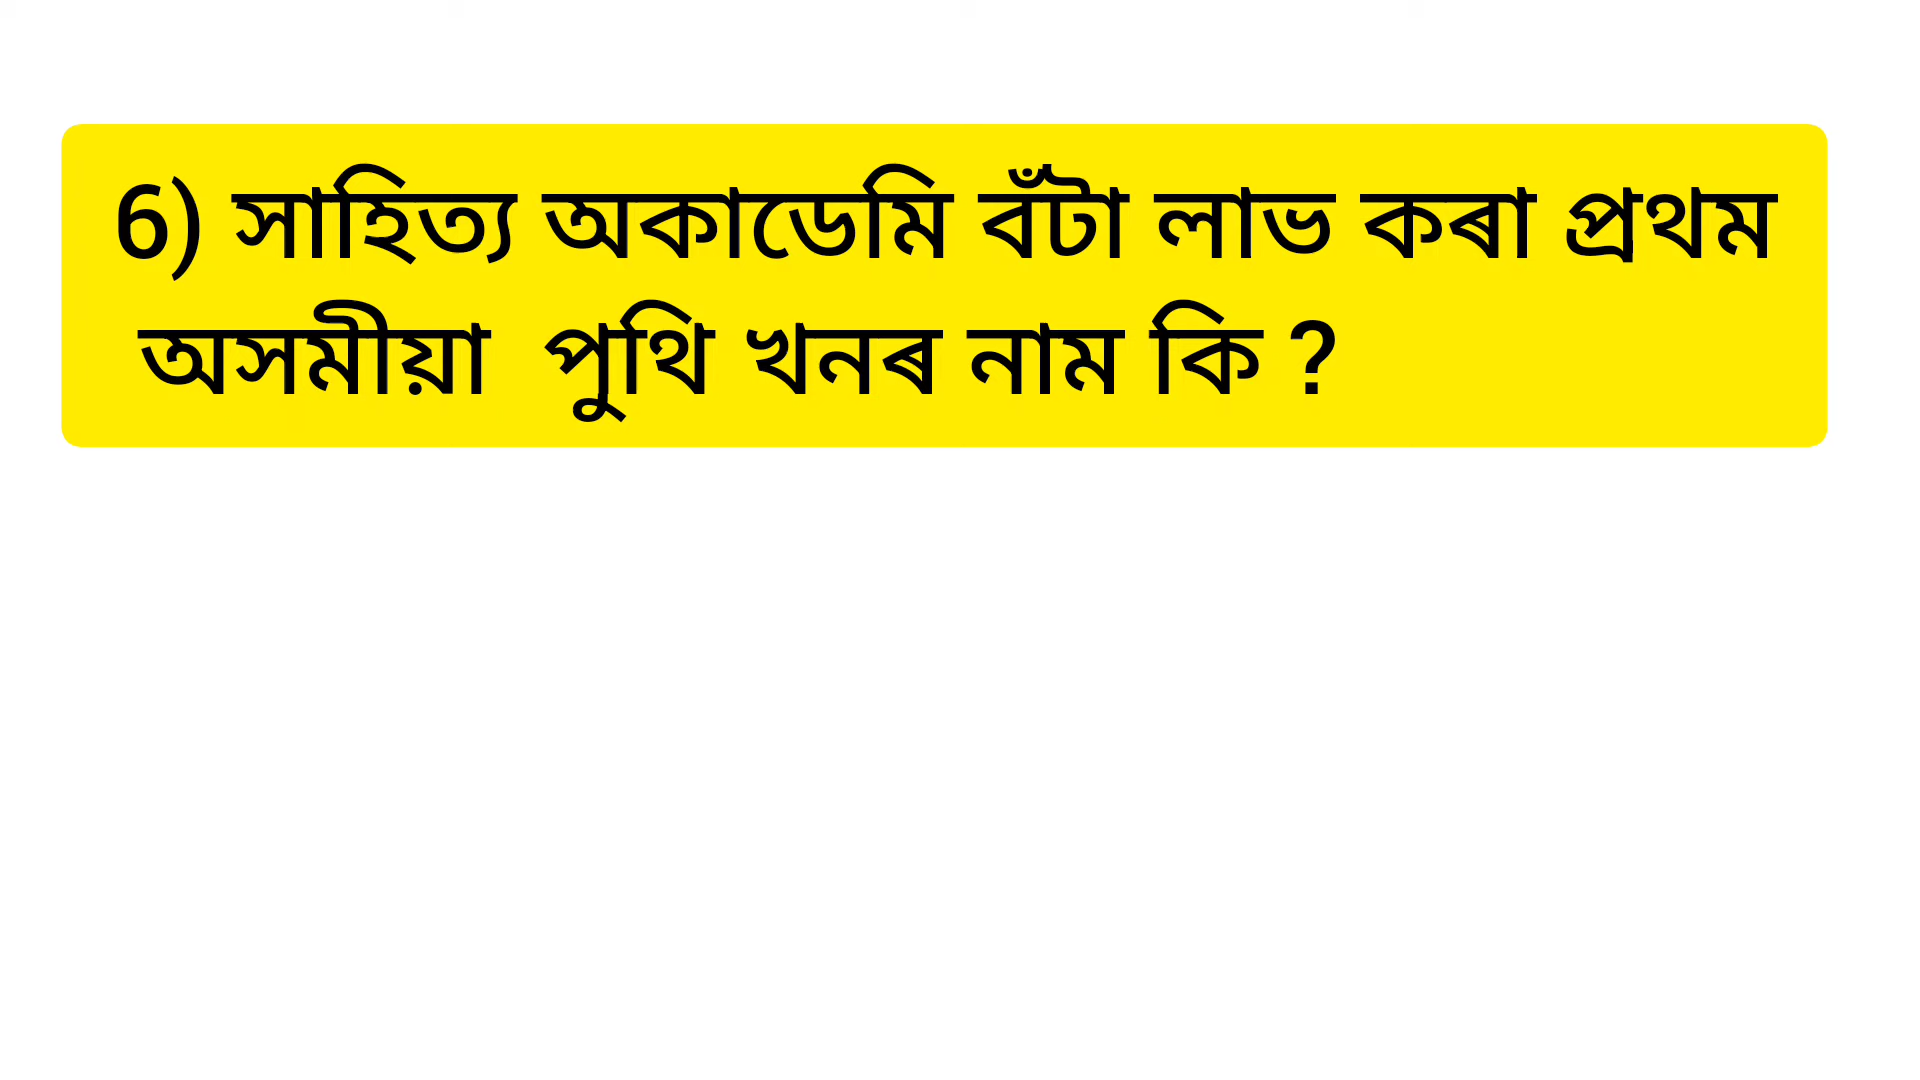 6) সাহিত্য অকাডেমি বঁটা লাভ কৰা প্ৰথম
অসমীয়া পুথি খনৰ নাম কি ?